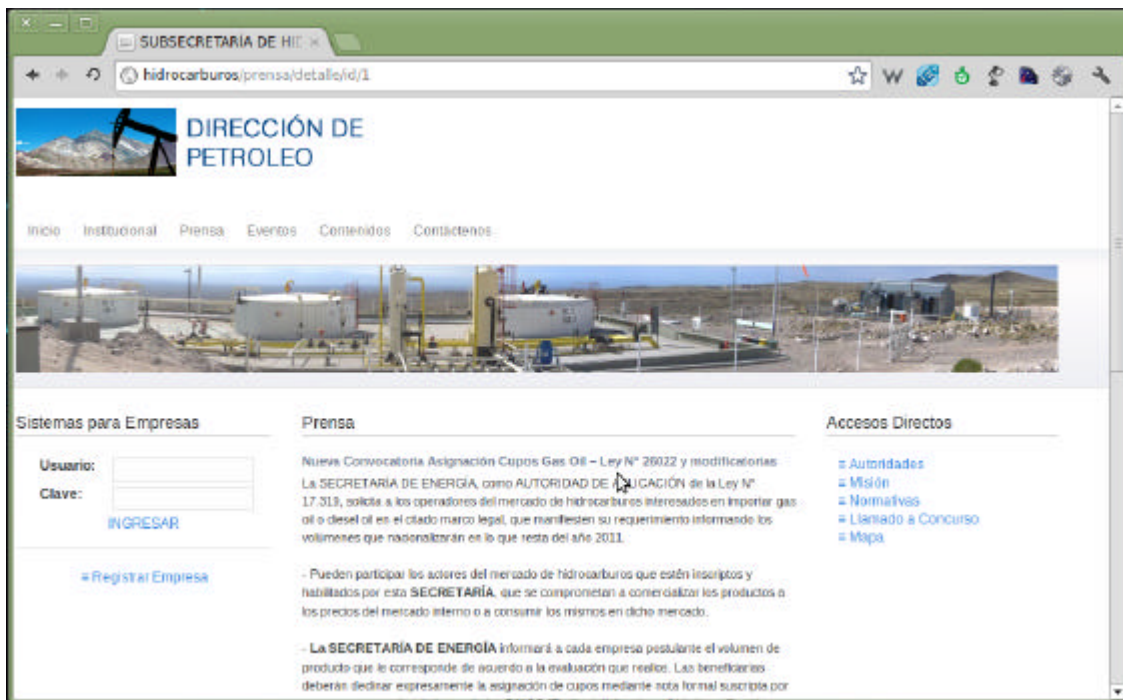 SUBSECRETARÍA DE HID
hidrocarburos/prensa/detalle/id/1
DIRECCIÓN DE
PETROLEO
Inicio Institucional Prensa Eventos Contenidos Contáctenos
Sistemas para Empresas
Usuario:
Clave:
INGRESAR
Registrar Empresa
Prensa
Nueva Convocatoria Asignación Cupos Gas Oil – Ley N° 26022 y modificatorias
La SECRETARÍA DE ENERGÍA, como AUTORIDAD DE APLICACIÓN de la Ley N°
17.319, solicita a los operadores del mercado de hidrocarburos interesados en importar gas
oil o diesel oil en el citado marco legal, que manifiesten su requerimiento informando los
volúmenes que nacionalizarán en lo que resta del año 2011.
- Pueden participar los actores del mercado de hidrocarburos que estén inscriptos y
habilitados por esta SECRETARÍA, que se comprometan a comercializar los productos a
los precios del mercado interno o a consumir los mismos en dicho mercado.
- La SECRETARÍA DE ENERGÍA informará a cada empresa postulante el volumen de
producto que le corresponde de acuerdo a la evaluación que realice. Las beneficiarias
deberán declinar expresamente la asignación de cupos mediante nota formal suscripta por
Accesos Directos
Autoridades
Misión
Normativas
Llamado a Concurso
Mapa